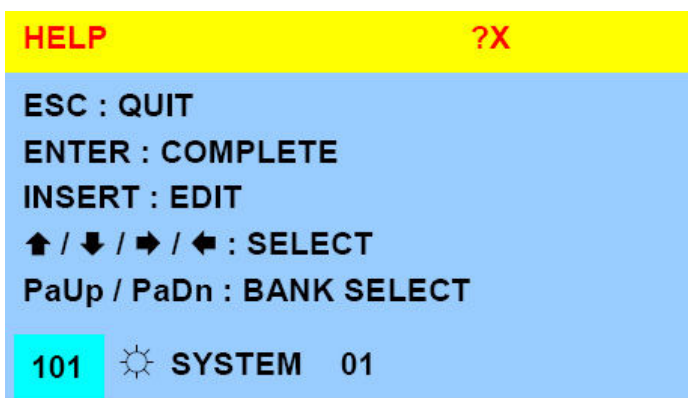 HELP ?X
ESC : QUIT
ENTER : COMPLETE
INSERT : EDIT
🡅 / 🡇 / 🡆 / 🡄 : SELECT
PaUp / PaDn : BANK SELECT
101 ☼ SYSTEM 01